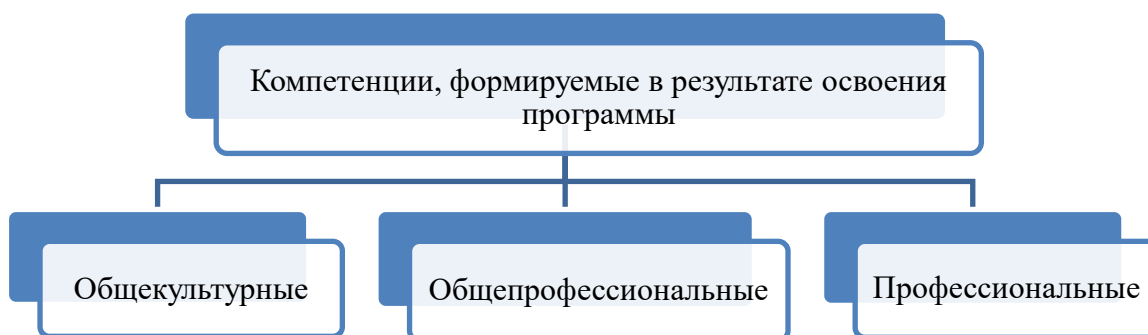 Компетенции, формируемые в результате освоения
программы
Общекультурные
Общепрофессиональные
Профессиональные